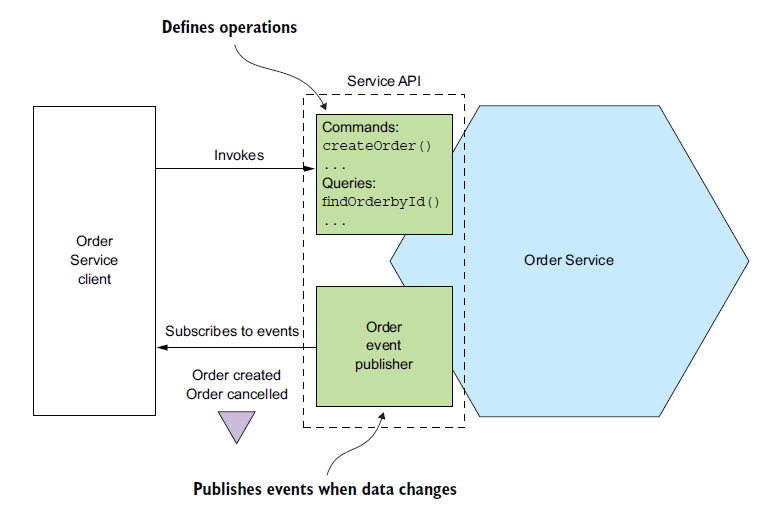 Defines operations
Service API
Commands:
createOrder()
...
Queries:
findOrderbyId()
...
Invokes
Order
Service
client
Order Service
Subscribes to events
Order
event
publisher
Order created
Order cancelled
Publishes events when data changes